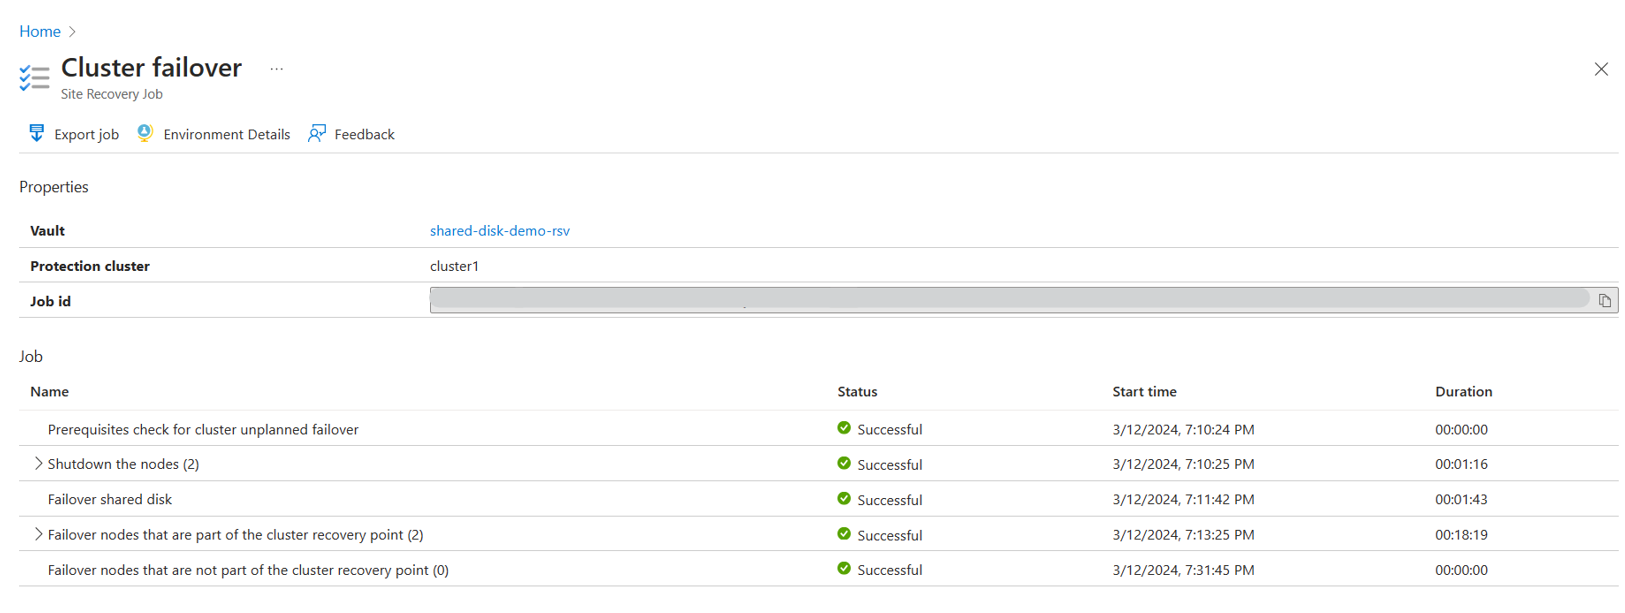 Home
Cluster failover ...
Site Recovery Job
Export job Environment Details Feedback
Properties
Vault shared-disk-demo-rsv
Protection cluster cluster1
Job id
Job
Name Status Start time Duration
Prerequisites check for cluster unplanned failover Successful 3/12/2024, 7:10:24 PM 00:00:00
Shutdown the nodes (2) Successful 3/12/2024, 7:10:25 PM 00:01:16
Failover shared disk Successful 3/12/2024, 7:11:42 PM 00:01:43
Failover nodes that are part of the cluster recovery point (2) Successful 3/12/2024, 7:13:25 PM 00:18:19
Failover nodes that are not part of the cluster recovery point (0) Successful 3/12/2024, 7:31:45 PM 00:00:00